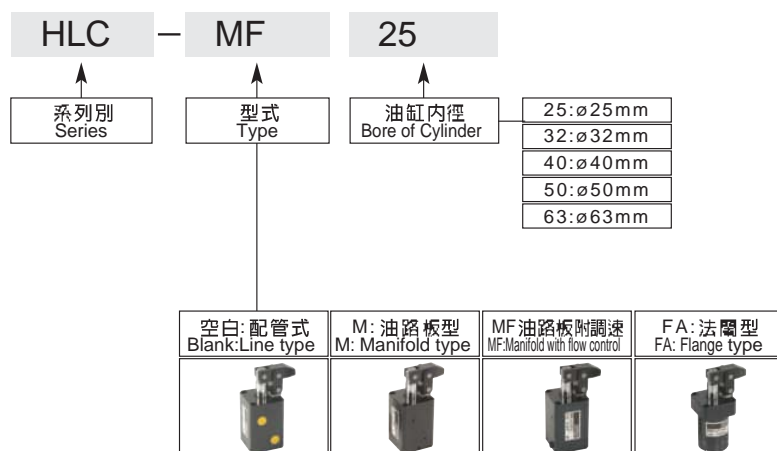 HLC — MF 25
系列別
Series
型式
Type
油缸內徑
Bore of Cylinder
25:ø25mm
32:ø32mm
40:ø40mm
50:ø50mm
63:ø63mm
空白:配管式
Blank:Line type
M:油路板型
M: Manifold type
MF油路板附調速
MF:Manifold with flow control
FA:法蘭型
FA: Flange type